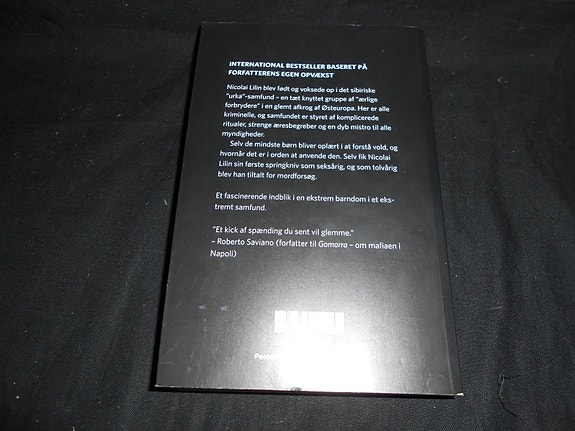 INTERNATIONAL BESTSELLER BASERET PÅ
FORFATTERENS EGEN OPVÆKST
Nicolai Lilin blev født og voksede op i det sibiriske
"urka"-samfund – en tæt knyttet gruppe af "ærlige
forbrydere" i en glemt afkrog af Østeuropa. Her er alle
kriminelle, og samfundet er styret af komplicerede
ritualer, strenge æresbegreber og en dyb mistro til alle
myndigheder.
Selv de mindste børn bliver oplært i at forstå vold, og
hvornår det er i orden at anvende den. Selv fik Nicolai
Lilin sin første springkniv som seksårig, og som tolvårig
blev han tiltalt for mordforsøg.
Et fascinerende indblik i en ekstrem barndom i et eks-
tremt samfund.
"Et kick af spænding du sent vil glemme."
– Roberto Saviano (forfatter til Gomorra – om mafiaen i
Napoli)